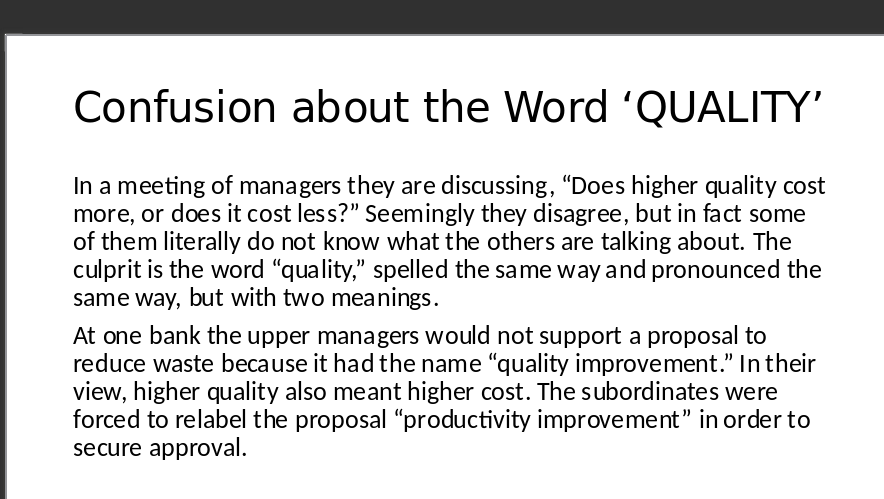 Confusion about the Word ‘QUALITY’
In a meeting of managers they are discussing, “Does higher quality cost
more, or does it cost less?” Seemingly they disagree, but in fact some
of them literally do not know what the others are talking about. The
culprit is the word “quality,” spelled the same way and pronounced the
same way, but with two meanings.
At one bank the upper managers would not support a proposal to
reduce waste because it had the name “quality improvement.” In their
view, higher quality also meant higher cost. The subordinates were
forced to relabel the proposal “productivity improvement” in order to
secure approval.